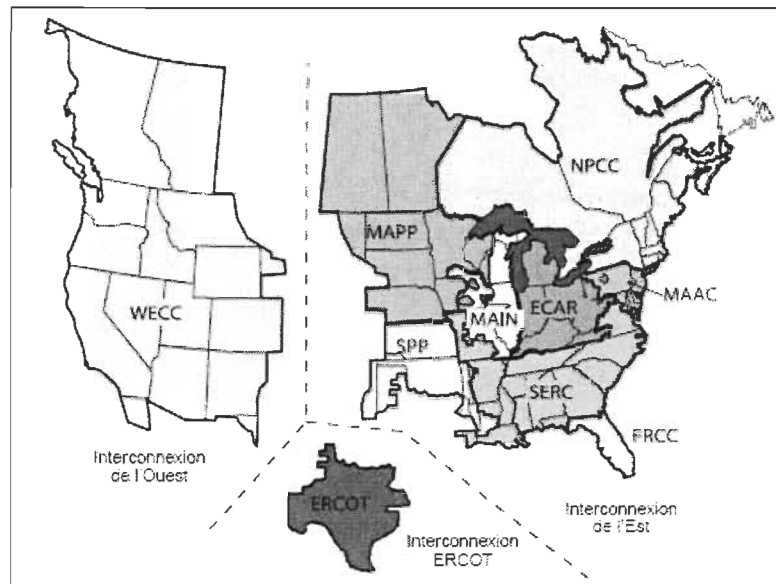 NPCC
MAPP
MAAC
WECC
MAIN
ECAR
SPP
SERC
FRCC
Interconnexion
de l'Ouest
ERCOT
Interconnexion
ERCOT
Interconnexion
de l'Est